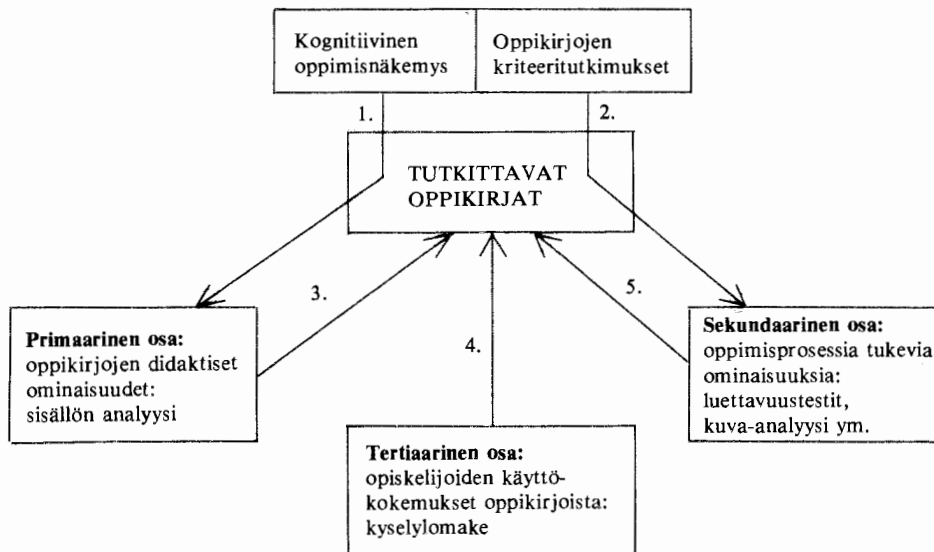 Kognitiivinen
oppimisnäkemys
Oppikirjojen
kriteeritutkimukset
1.
2.
TUTKITTAVAT
OPPIKIRJAT
3.
4.
5.
Primaarinen osa:
oppikirjojen didaktiset
ominaisuudet:
sisällön analyysi
Sekundaarinen osa:
oppimisprosessia tukevia
ominaisuuksia:
luettavuustestit,
kuva-analyysi ym.
Tertiaarinen osa:
opiskelijoiden käyttö-
kokemukset oppikirjoista:
kyselylomake